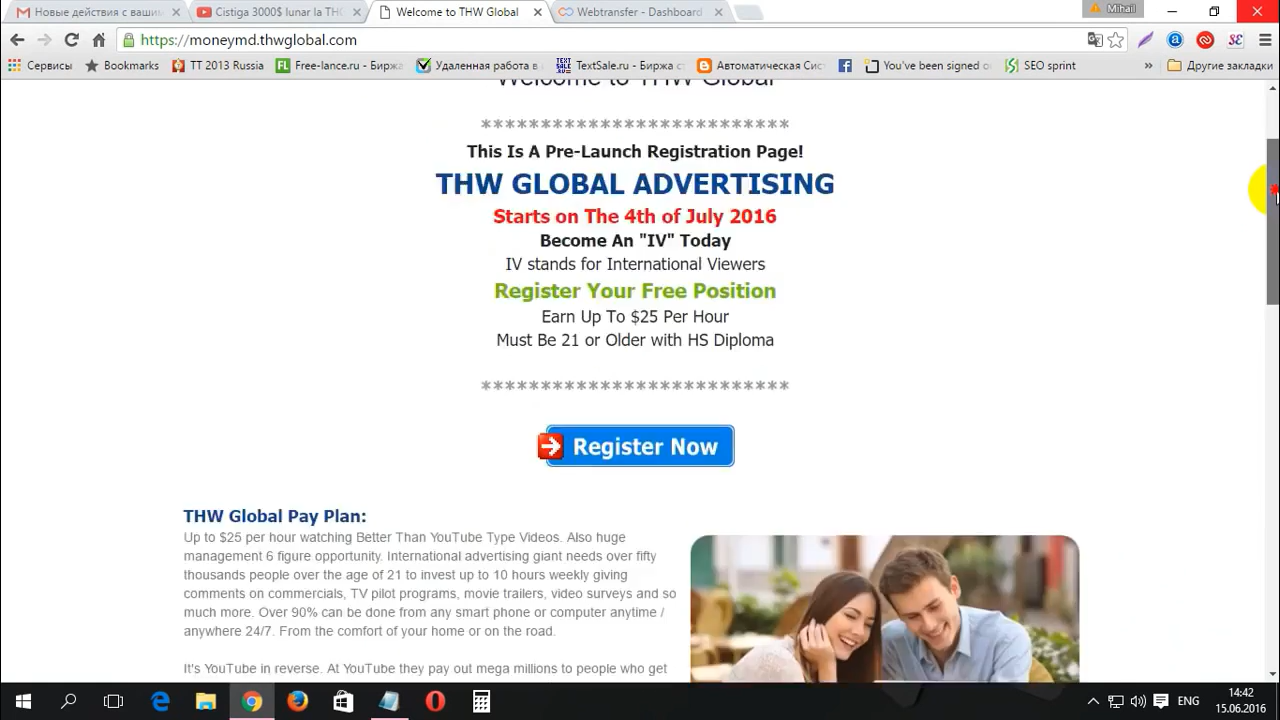 Новые действия с вашим
Cistiga 3000$ lunar la THG
Welcome to THW Global
Webtransfer - Dashboard
Mihail
https://moneymd.thwglobal.com
Сервисы
Bookmarks
TT 2013 Russia
Free-lance.ru - Биржа
Удаленная работа в
TextSale.ru - Биржа с
Автоматическая Сис
You've been signed o
SEO sprint
»
Другие закладки
Welcome to THW Global
**************************
This Is A Pre-Launch Registration Page!
THW GLOBAL ADVERTISING
Starts on The 4th of July 2016
Become An "IV" Today
IV stands for International Viewers
Register Your Free Position
Earn Up To $25 Per Hour
Must Be 21 or Older with HS Diploma
**************************
Register Now
THW Global Pay Plan:
Up to $25 per hour watching Better Than YouTube Type Videos. Also huge
management 6 figure opportunity. International advertising giant needs over fifty
thousands people over the age of 21 to invest up to 10 hours weekly giving
comments on commercials, TV pilot programs, movie trailers, video surveys and so
much more. Over 90% can be done from any smart phone or computer anytime /
anywhere 24/7. From the comfort of your home or on the road.
It's YouTube in reverse. At YouTube they pay out mega millions to people who get
ENG
14:42
15.06.2016